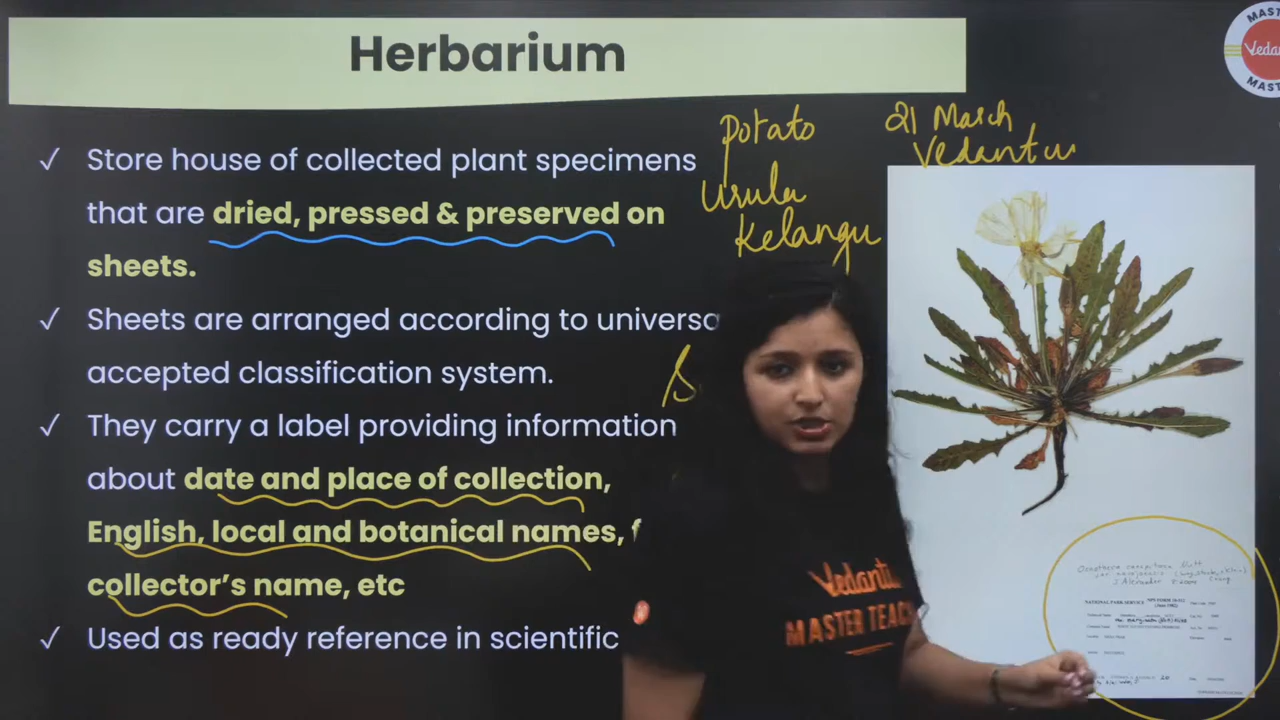 Herbarium
MAST
Vedan
MAST
✓ Store house of collected plant specimens
that are dried, pressed & preserved on
sheets.
✓ Sheets are arranged according to universa
accepted classification system.
✓ They carry a label providing information
about date and place of collection,
English, local and botanical names, f
collector's name, etc
✓ Used as ready reference in scientific
Potato
Urula
Kelangu
S
21 March
Vedantu
Vedantu
MASTER TEACH
NATIONAL PARK SERVICE